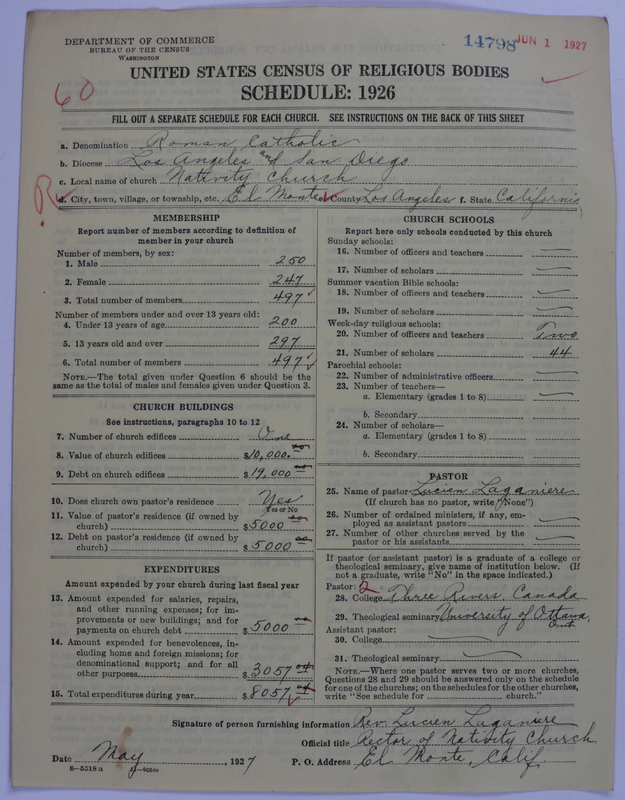 DEPARTMENT OF COMMERCE
BUREAU OF THE CENSUS
WASHINGTON
14798 JUN 1 1927
60
UNITED STATES CENSUS OF RELIGIOUS BODIES
SCHEDULE: 1926
FILL OUT A SEPARATE SCHEDULE FOR EACH CHURCH. SEE INSTRUCTIONS ON THE BACK OF THIS SHEET
a. Denomination Roman Catholic
b. Diocese Los Angeles and San Diego
c. Local name of church Nativity Church
R
d. City, town, village, or township, etc. El Monte e. County Los Angeles f. State California
MEMBERSHIP
Report number of members according to definition of
member in your church
Number of members, by sex:
1. Male 250
2. Female 247
3. Total number of members 497
Number of members under and over 13 years old:
4. Under 13 years of age 200
5. 13 years old and over 297
6. Total number of members 497
NOTE.—The total given under Question 6 should be the
same as the total of males and females given under Question 3.
CHURCH BUILDINGS
See instructions, paragraphs 10 to 12
7. Number of church edifices One
8. Value of church edifices $10,000.00
9. Debt on church edifices $19,000 00
10. Does church own pastor's residence Yes
Yes or No
11. Value of pastor's residence (if owned by
church) $5000 00
12. Debt on pastor's residence (if owned by
church) $5000 00
EXPENDITURES
Amount expended by your church during last fiscal year
13. Amount expended for salaries, repairs,
and other running expenses; for im-
provements or new buildings; and for
payments on church debt $5000
14. Amount expended for benevolences, in-
cluding home and foreign missions; for
denominational support; and for all
other purposes $3057 04
15. Total expenditures during year $8057 04
CHURCH SCHOOLS
Report here only schools conducted by this church
Sunday schools:
16. Number of officers and teachers —
17. Number of scholars —
Summer vacation Bible schools:
18. Number of officers and teachers —
19. Number of scholars —
Week-day religious schools:
20. Number of officers and teachers Two
21. Number of scholars 44
Parochial schools:
22. Number of administrative officers —
23. Number of teachers—
a. Elementary (grades 1 to 8) —
b. Secondary
24. Number of scholars—
a. Elementary (grades 1 to 8) —
b. Secondary —
PASTOR
25. Name of pastor Lucien Laganiere
(If church has no pastor, write "None")
26. Number of ordained ministers, if any, em-
ployed as assistant pastors —
27. Number of other churches served by the
pastor or his assistants —
If pastor (or assistant pastor) is a graduate of a college or
theological seminary, give name of institution below. (If
not a graduate, write "No" in the space indicated.)
Pastor: 2
28. College Three Rivers, Canada
29. Theological seminary University of Ottawa, Ont
Assistant pastor:
30. College —
31. Theological seminary —
NOTE.—Where one pastor serves two or more churches,
Questions 28 and 29 should be answered only on the schedule
for one of the churches; on the schedules for the other churches,
write "See schedule for church."
Signature of person furnishing information Rev. Lucien Laganiere
Official title Rector of Nativity Church
Date May, 1927 P. O. Address El Monte, Calif.
8—5518a